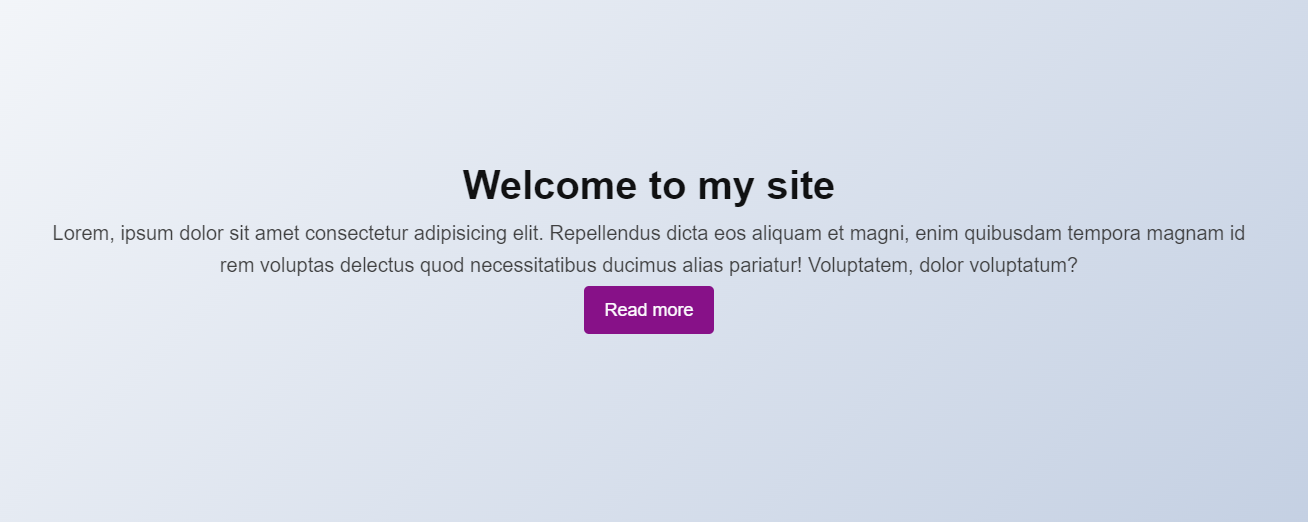 Welcome to my site
Lorem, ipsum dolor sit amet consectetur adipisicing elit. Repellendus dicta eos aliquam et magni, enim quibusdam tempora magnam id
rem voluptas delectus quod necessitatibus ducimus alias pariatur! Voluptatem, dolor voluptatum?
Read more